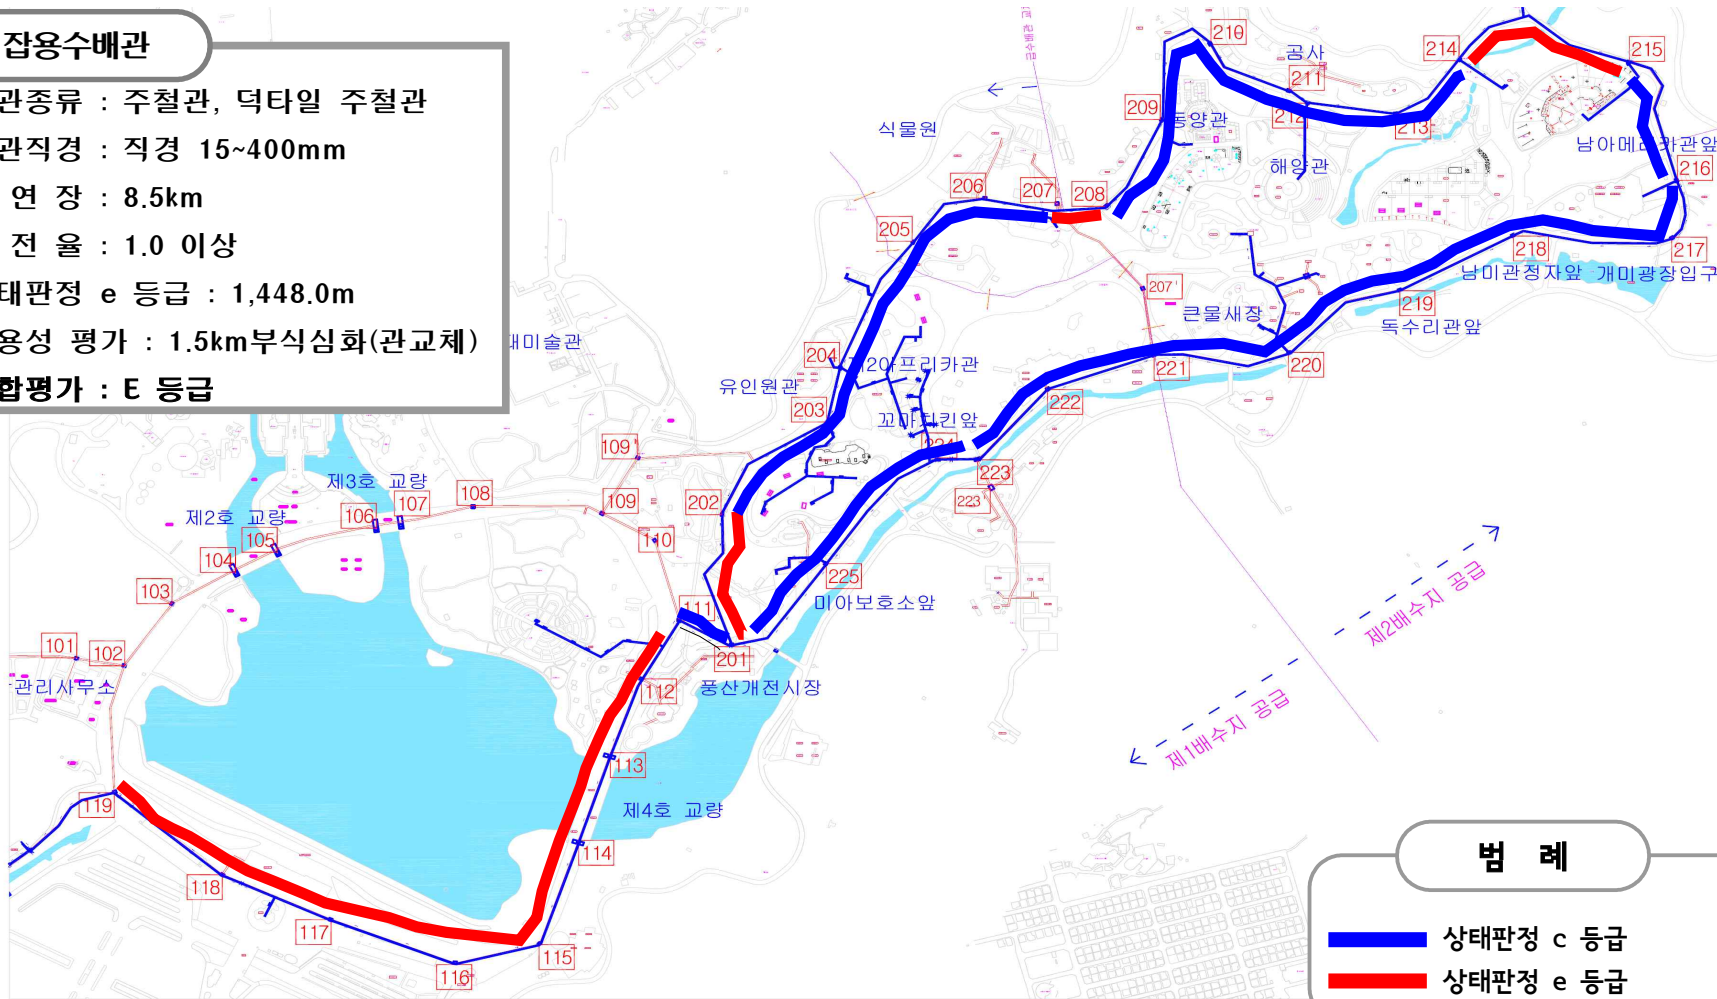 잡용수배관
관종류 : 주철관, 덕타일 주철관
관직경 : 직경 15~400mm
연 장 : 8.5km
전 율 : 1.0 이상
태판정 e 등급 : 1,448.0m
용성 평가 : 1.5km부식심화(관교체)
합평가 : E 등급
210
공사
214
215
211
209
동양관
212
213
식물원
남아메리카관앞
해양관
216
206
207
208
205
218
217
남미관정자앞
개미광장입구
207'
219
큰물새장
독수리관앞
대미술관
204
제2아프리카관
221
220
유인원관
222
203
꼬마치킨앞
224
109'
223
223'
제3호 교량
108
109
202
제2호 교량
106
107
105
110
104
225
103
미아보호소앞
111
제2배수지 공급
101
102
201
관리사무소
112
풍산개전시장
제1배수지 공급
113
119
제4호 교량
114
118
117
115
116
범 례
상태판정 c 등급
상태판정 e 등급